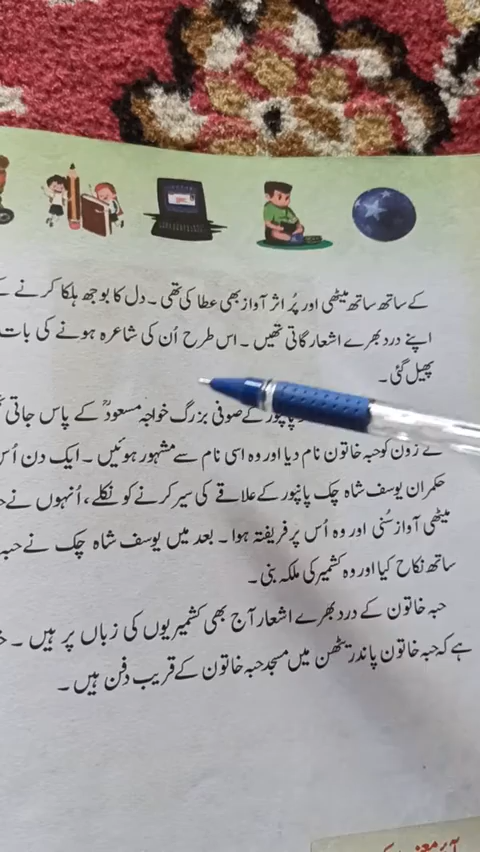 کے ساتھ ساتھ میٹھی اور پُر اثر آواز بھی عطا کی تھی۔ دل کا بوجھ ہلکا کرنے
اپنے درد بھرے اشعار گاتی تھیں۔ اس طرح اُن کی شاعرہ ہونے کی بات
پھیل گئی۔
پانپور کے صوفی بزرگ خواجہ مسعودؒ کے پاس جاتی
نے زون کو حبہ خاتون نام دیا اور وہ اسی نام سے مشہور ہوئیں۔ ایک دن
حکمران یوسف شاہ چک پانپور کے علاقے کی سیر کرنے کو نکلے، اُنہوں نے
میٹھی آواز سُنی اور وہ اُس پر فریفتہ ہوا۔ بعد میں یوسف شاہ چک نے
ساتھ نکاح کیا اور وہ کشمیر کی ملکہ بنی۔
حبہ خاتون کے درد بھرے اشعار آج بھی کشمیریوں کی زباں پر ہیں۔
ہے کہ حبہ خاتون پاندریٹھن میں مسجد حبہ خاتون کے قریب دفن ہیں۔